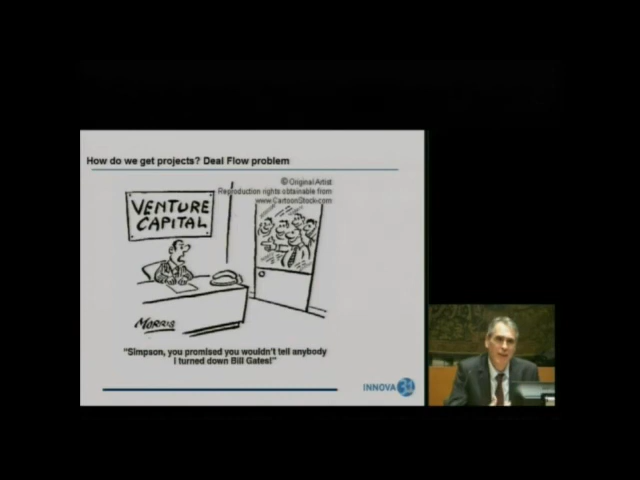 How do we get projects? Deal Flow problem
© Original Artist
Reproduction rights obtainable from
www.CartoonStock.com
VENTURE
CAPITAL
MORRIS
"Simpson, you promised you wouldn't tell anybody
I turned down Bill Gates!"
INNOVA 31